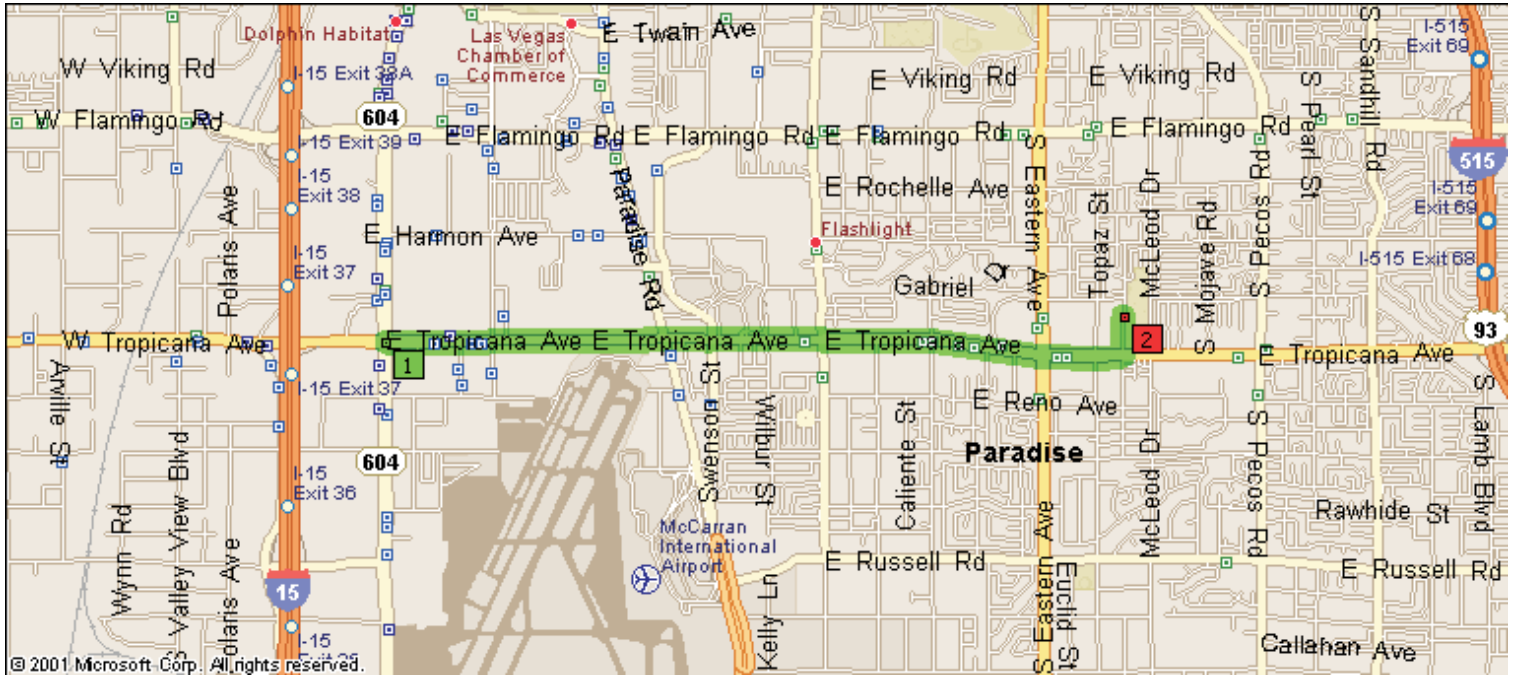 Dolphin Habitat
Las Vegas
Chamber of
Commerce
E Twain Ave
I-515
Exit 69
S Sandhill Rd
W Viking Rd
I-15 Exit 38A
E Viking Rd
E Viking Rd
S Pearl St
604
W Flamingo Rd
E Flamingo Rd
E Flamingo Rd
E Flamingo Rd
E Flamingo Rd
I-15 Exit 39
515
I-15
Exit 38
Polaris Ave
Paradise Rd
E Rochelle Ave
S Eastern Ave
Topaz St
McLeod Dr
S Mojave Rd
S Pecos Rd
I-515
Exit 69
E Harmon Ave
Flashlight
I-15
Exit 37
Gabriel
I-515 Exit 68
W Tropicana Ave
E Tropicana Ave
E Tropicana Ave
E Tropicana Ave
E Tropicana Ave
93
1
2
I-15 Exit 37
Arville St
S Valley View Blvd
Swenson St
Wilbur St
Caliente St
E Reno Ave
Paradise
McLeod Dr
S Pecos Rd
S Lamb Blvd
604
I-15
Exit 36
Wynn Rd
Polaris Ave
McCarran
International
Airport
Rawhide St
E Russell Rd
E Russell Rd
15
Kelly Ln
S Eastern Ave
Euclid St
I-15
Callahan Ave
© 2001 Microsoft Corp. All rights reserved.